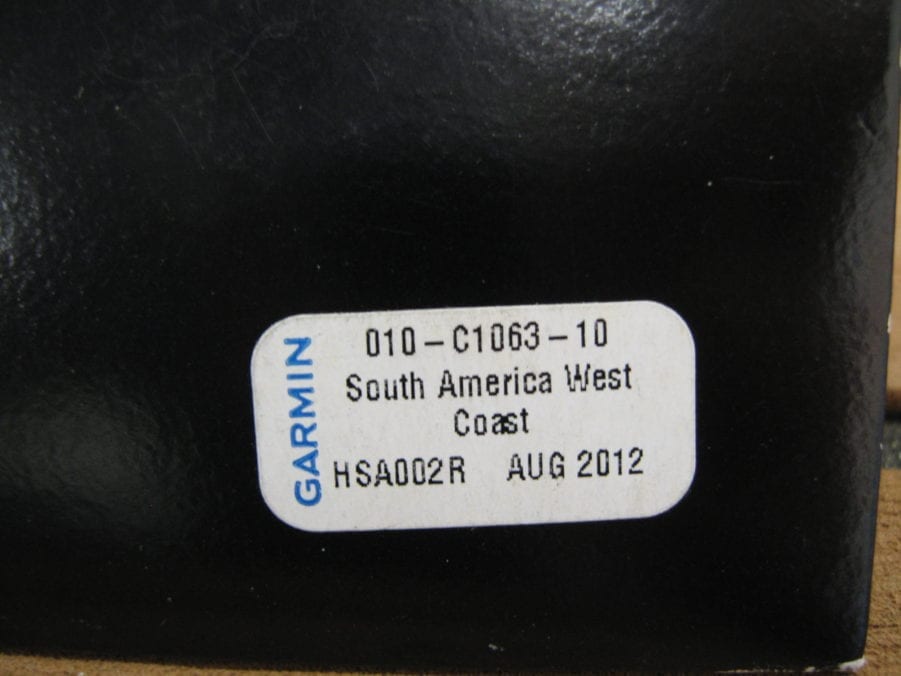 GARMIN
010-C1063-10
South America West
Coast
HSA002R AUG 2012